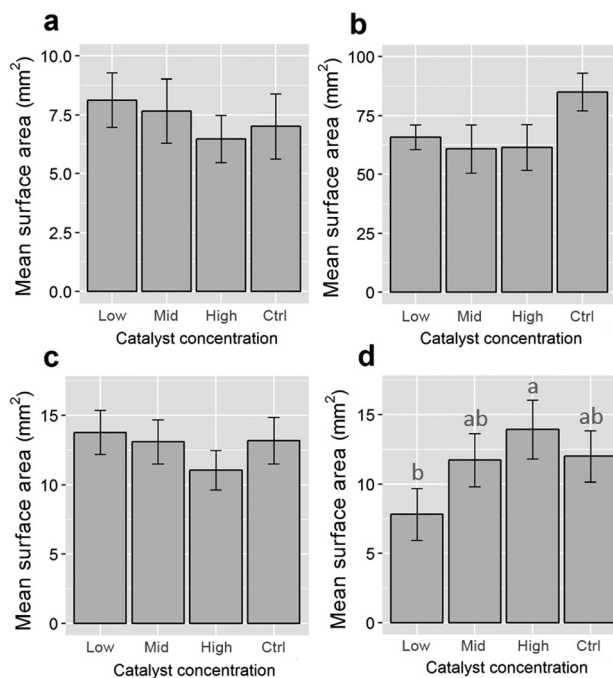 a
Mean surface area (mm²)
10.0
7.5
5.0
2.5
0.0
Low Mid High Ctrl
Catalyst concentration
b
Mean surface area (mm²)
100
75
50
25
0
Low Mid High Ctrl
Catalyst concentration
c
Mean surface area (mm²)
15
10
5
0
Low Mid High Ctrl
Catalyst concentration
d
Mean surface area (mm²)
15
10
5
0
b ab a ab
Low Mid High Ctrl
Catalyst concentration